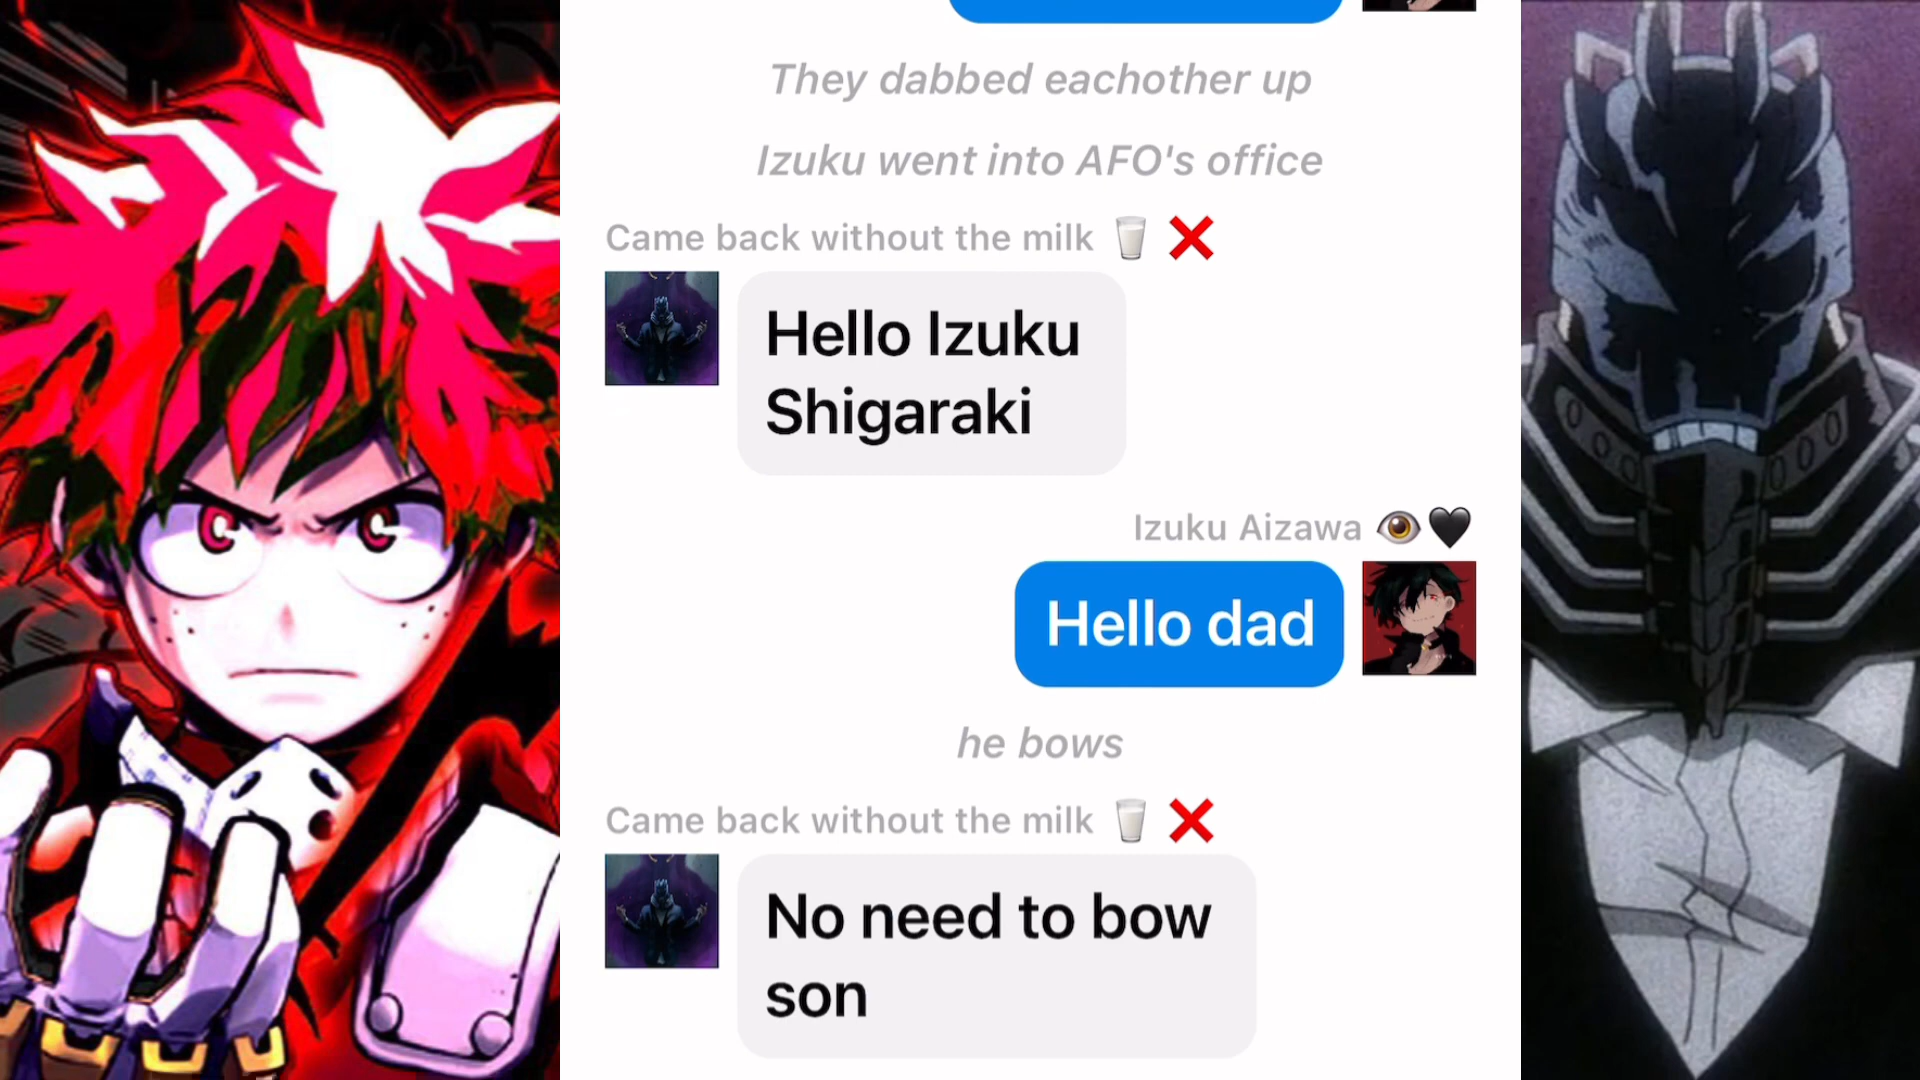 They dabbed eachother up
Izuku went into AFO's office
Came back without the milk 🥛 ❌
Hello Izuku
Shigaraki
Izuku Aizawa 👁️🖤
Hello dad
he bows
Came back without the milk 🥛 ❌
No need to bow
son